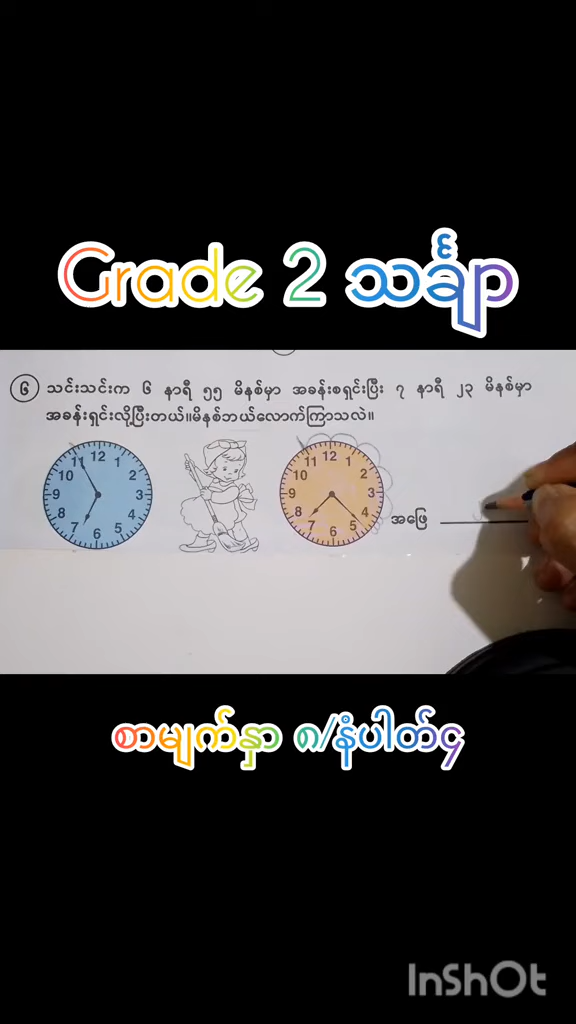 Grade 2 သင်္ချာ
၆ သင်းသင်းက ၆ နာရီ ၅၅ မိနစ်မှာ အခန်းစရှင်းပြီး ၇ နာရီ ၂၃ မိနစ်မှာ
အခန်းရှင်းလို့ပြီးတယ်။မိနစ်ဘယ်လောက်ကြာသလဲ။
12 1 2 3 4 5 6 7 8 9 10 11
12 1 2 3 4 5 6 7 8 9 10 11
အဖြေ
စာမျက်နှာ ၈/နံပါတ်၄
InShOt